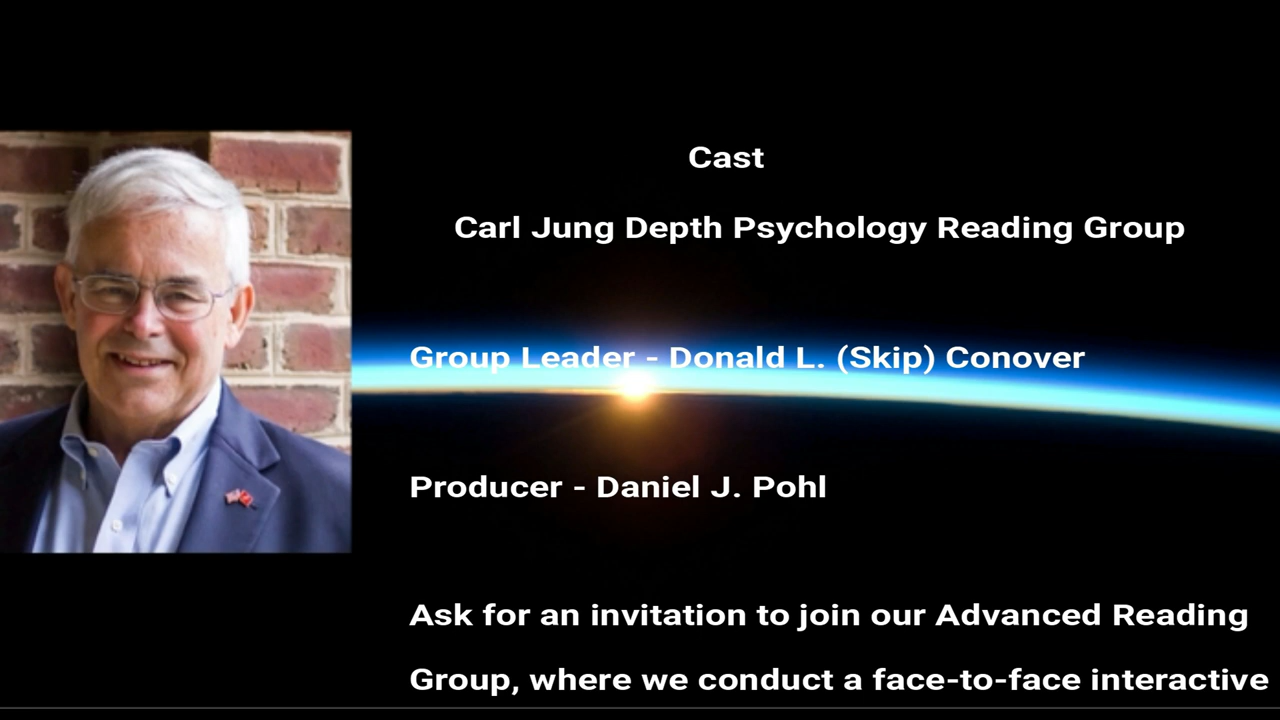 Cast
Carl Jung Depth Psychology Reading Group
Group Leader - Donald L. (Skip) Conover
Producer - Daniel J. Pohl
Ask for an invitation to join our Advanced Reading
Group, where we conduct a face-to-face interactive